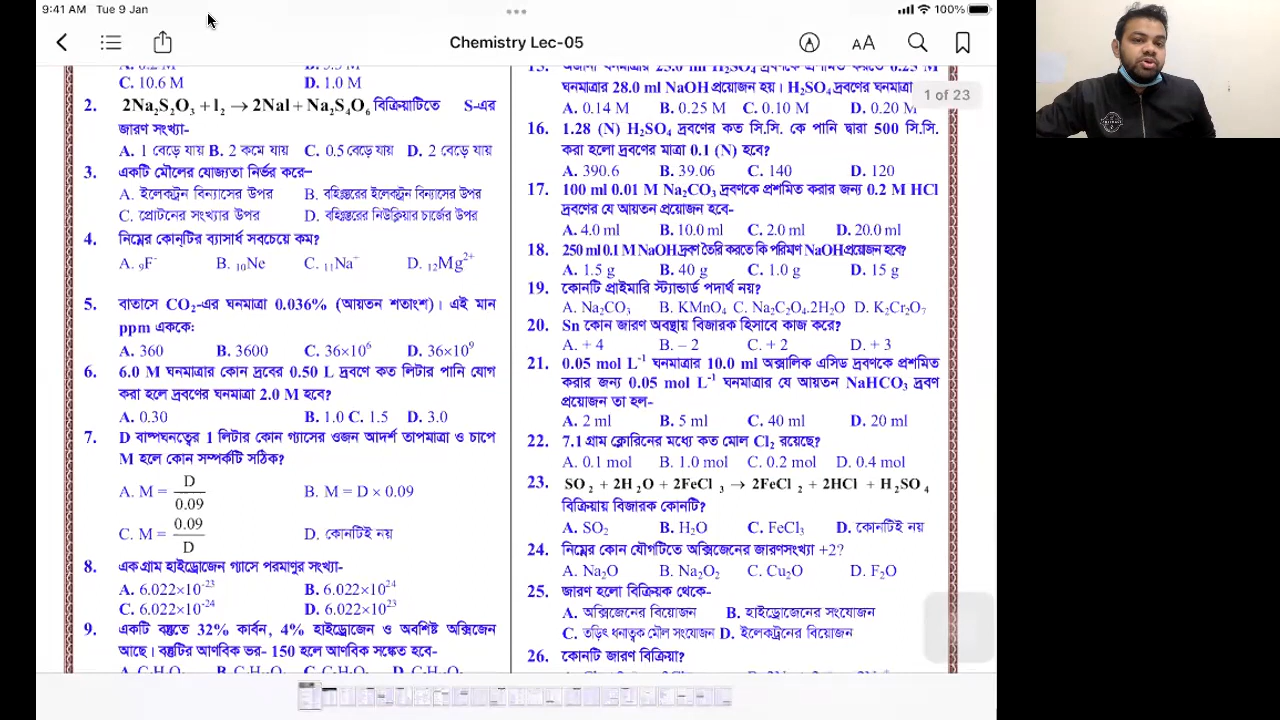 9:41 AM Tue 9 Jan
100%
Chemistry Lec-05
AA
1 of 23
C. 10.6 M D. 1.0 M
2. 2Na₂S₂O₃ + I₂ → 2NaI + Na₂S₄O₆ বিক্রিয়াটিতে S-এর
জারণ সংখ্যা-
A. 1 বেড়ে যায় B. 2 কমে যায় C. 0.5 বেড়ে যায় D. 2 বেড়ে যায়
3. একটি মৌলের যোজ্যতা নির্ভর করে–
A. ইলেকট্রন বিন্যাসের উপর B. বহিঃস্তরের ইলেকট্রন বিন্যাসের উপর
C. প্রোটনের সংখ্যার উপর D. বহিঃস্তরের নিউক্লিয়ার চার্জের উপর
4. নিম্নের কোনটির ব্যাসার্ধ সবচেয়ে কম?
A. ₉F⁻ B. ₁₀Ne C. ₁₁Na⁺ D. ₁₂Mg²⁺
5. বাতাসে CO₂-এর ঘনমাত্রা 0.036% (আয়তন শতাংশ)। এই মান
ppm এককে:
A. 360 B. 3600 C. 36×10⁶ D. 36×10⁹
6. 6.0 M ঘনমাত্রার কোন দ্রবের 0.50 L দ্রবণে কত লিটার পানি যোগ
করা হলে দ্রবণের ঘনমাত্রা 2.0 M হবে?
A. 0.30 B. 1.0 C. 1.5 D. 3.0
7. D বাষ্পঘনত্বের 1 লিটার কোন গ্যাসের ওজন আদর্শ তাপমাত্রা ও চাপে
M হলে কোন সম্পর্কটি সঠিক?
A. M = D/0.09 B. M = D × 0.09
C. M = 0.09/D D. কোনটিই নয়
8. এক গ্রাম হাইড্রোজেন গ্যাসে পরমাণুর সংখ্যা-
A. 6.022×10⁻²³ B. 6.022×10²⁴
C. 6.022×10⁻²⁴ D. 6.022×10²³
9. একটি বস্তুতে 32% কার্বন, 4% হাইড্রোজেন ও অবশিষ্ট অক্সিজেন
আছে। বস্তুটির আণবিক ভর- 150 হলে আণবিক সঙ্কেত হবে-
ঘনমাত্রার 28.0 ml NaOH প্রয়োজন হয়। H₂SO₄ দ্রবণের ঘনমাত্রা
A. 0.14 M B. 0.25 M C. 0.10 M D. 0.20 M
16. 1.28 (N) H₂SO₄ দ্রবণের কত সি.সি. কে পানি দ্বারা 500 সি.সি.
করা হলো দ্রবণের মাত্রা 0.1 (N) হবে?
A. 390.6 B. 39.06 C. 140 D. 120
17. 100 ml 0.01 M Na₂CO₃ দ্রবণকে প্রশমিত করার জন্য 0.2 M HCl
দ্রবণের যে আয়তন প্রয়োজন হবে-
A. 4.0 ml B. 10.0 ml C. 2.0 ml D. 20.0 ml
18. 250 ml 0.1 M NaOH দ্রবণ তৈরি করতে কি পরিমাণ NaOH প্রয়োজন হবে?
A. 1.5 g B. 40 g C. 1.0 g D. 15 g
19. কোনটি প্রাইমারি স্ট্যান্ডার্ড পদার্থ নয়?
A. Na₂CO₃ B. KMnO₄ C. Na₂C₂O₄.2H₂O D. K₂Cr₂O₇
20. Sn কোন জারণ অবস্থায় বিজারক হিসাবে কাজ করে?
A. + 4 B. – 2 C. + 2 D. + 3
21. 0.05 mol L⁻¹ ঘনমাত্রার 10.0 ml অক্সালিক এসিড দ্রবণকে প্রশমিত
করার জন্য 0.05 mol L⁻¹ ঘনমাত্রার যে আয়তন NaHCO₃ দ্রবণ
প্রয়োজন তা হল-
A. 2 ml B. 5 ml C. 40 ml D. 20 ml
22. 7.1 গ্রাম ক্লোরিনের মধ্যে কত মোল Cl₂ রয়েছে?
A. 0.1 mol B. 1.0 mol C. 0.2 mol D. 0.4 mol
23. SO₂ + 2H₂O + 2FeCl₃ → 2FeCl₂ + 2HCl + H₂SO₄
বিক্রিয়ায় বিজারক কোনটি?
A. SO₂ B. H₂O C. FeCl₃ D. কোনটিই নয়
24. নিম্নের কোন যৌগটিতে অক্সিজেনের জারণসংখ্যা +2?
A. Na₂O B. Na₂O₂ C. Cu₂O D. F₂O
25. জারণ হলো বিক্রিয়ক থেকে-
A. অক্সিজেনের বিয়োজন B. হাইড্রোজেনের সংযোজন
C. তড়িৎ ধনাত্বক মৌল সংযোজন D. ইলেকট্রনের বিয়োজন
26. কোনটি জারণ বিক্রিয়া?